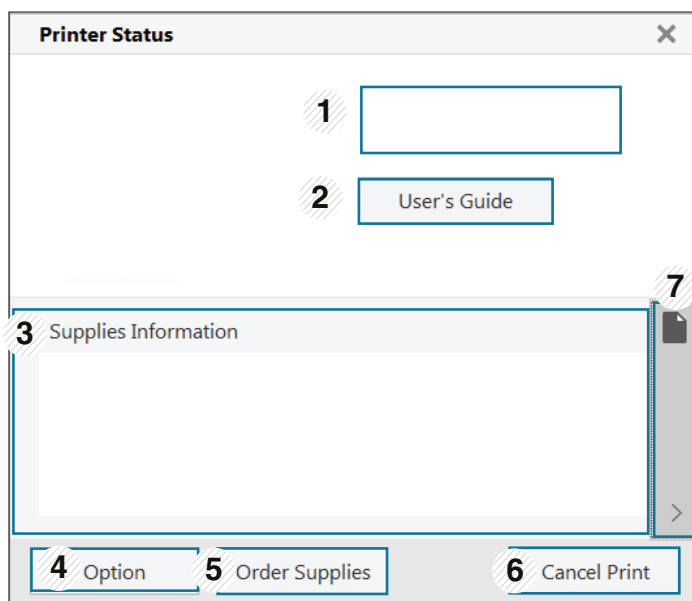 Printer Status
1
2 User's Guide
7
3 Supplies Information
4 Option 5 Order Supplies 6 Cancel Print